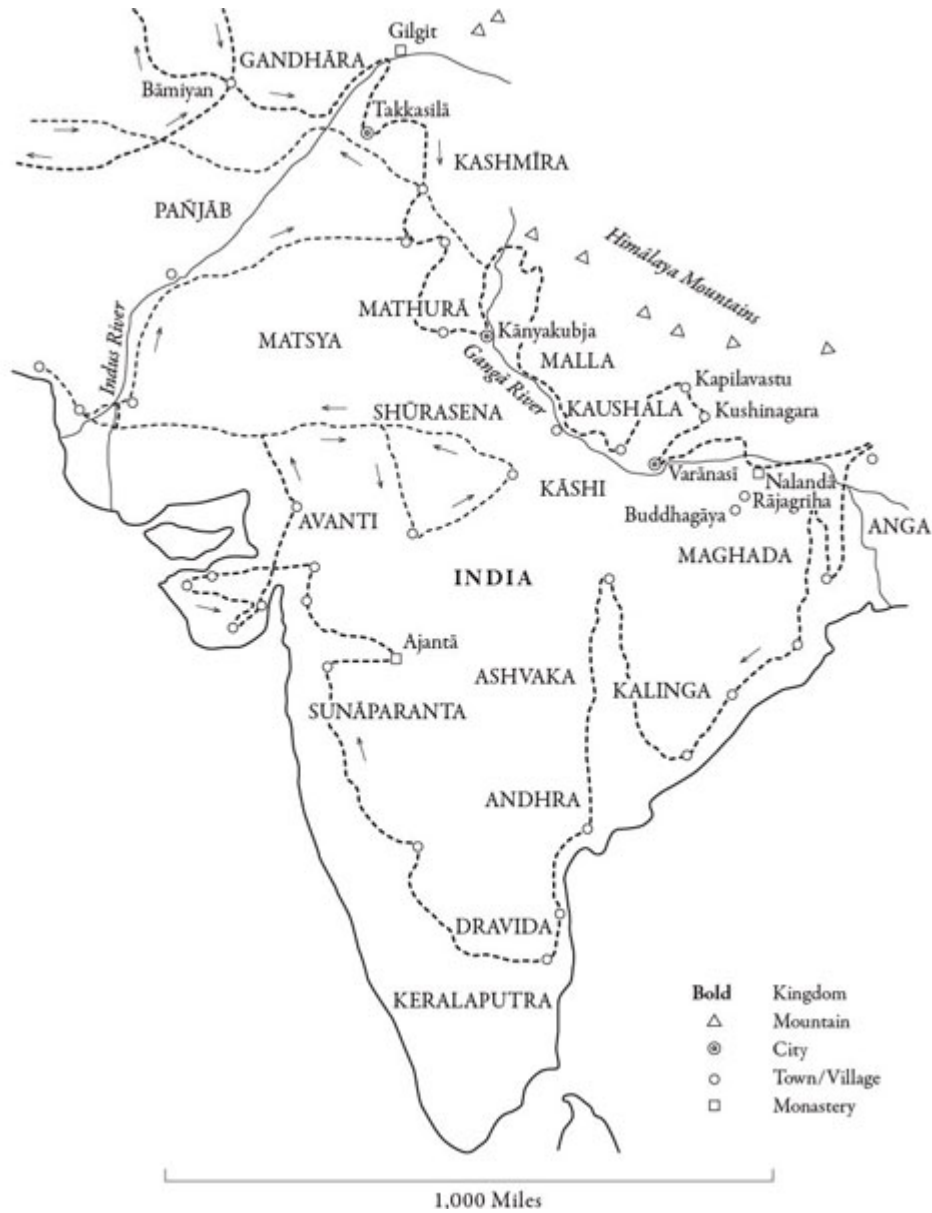 Gilgit
GANDHĀRA
Bāmiyan
Takkasilā
KASHMĪRA
PAÑJĀB
Himālaya Mountains
Indus River
MATHURĀ
MATSYA
Kānyakubja
MALLA
Gangā River
Kapilavastu
KAUSHALA
Kushinagara
SHŪRASENA
Varānasī
KĀSHI
Nalandā
Rājagriha
Buddhagāya
ANGA
AVANTI
MAGHADA
INDIA
Ajantā
ASHVAKA
KALINGA
SUNĀPARANTA
ANDHRA
DRAVIDA
KERALAPUTRA
Bold Kingdom
Mountain
City
Town/Village
Monastery
1,000 Miles